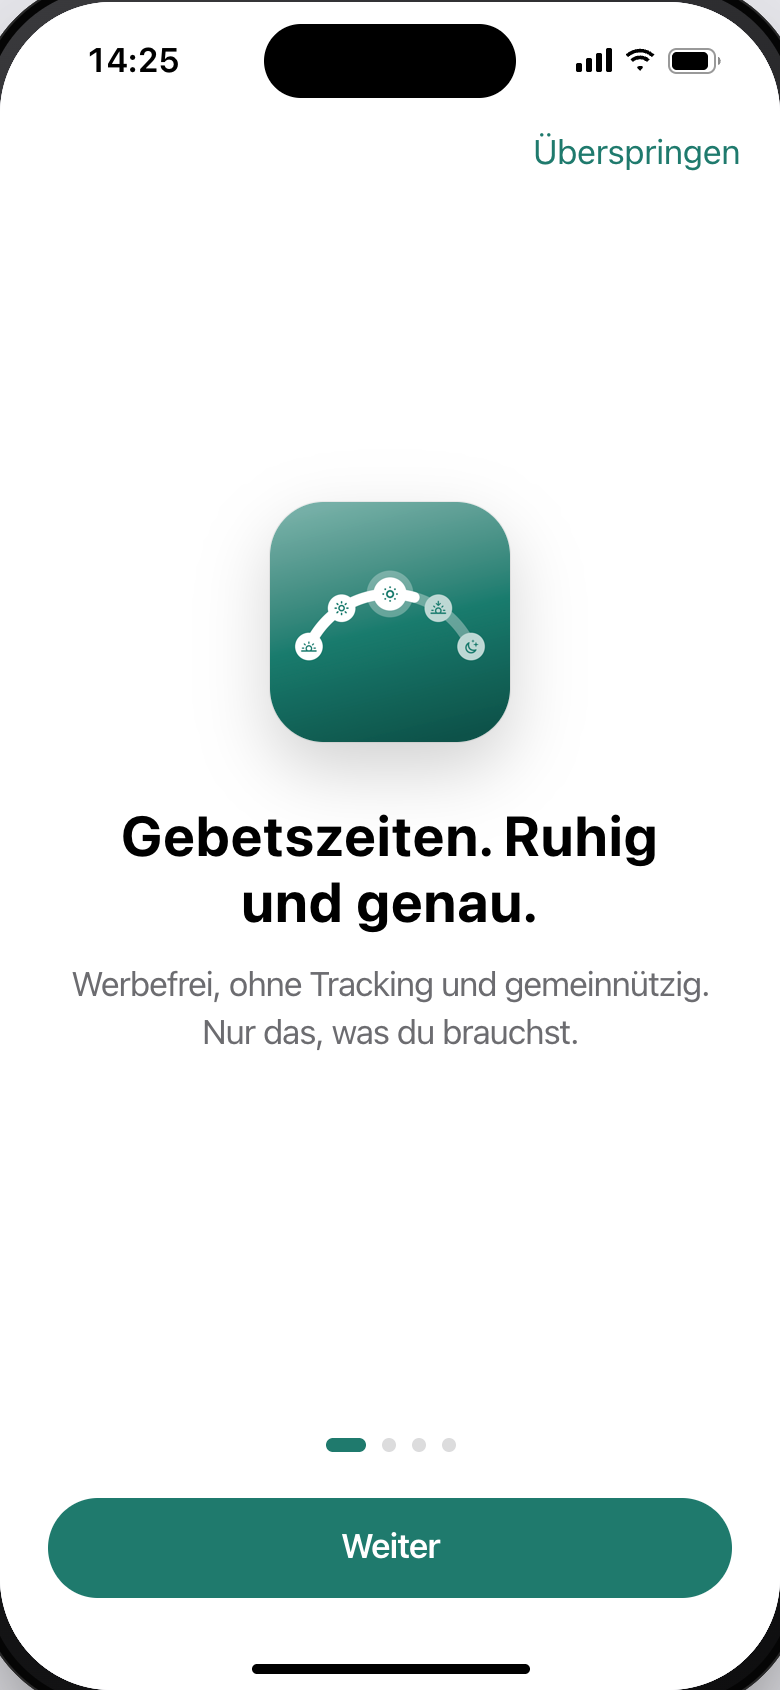 14:25
Überspringen
Gebetszeiten. Ruhig
und genau.
Werbefrei, ohne Tracking und gemeinnützig.
Nur das, was du brauchst.
Weiter